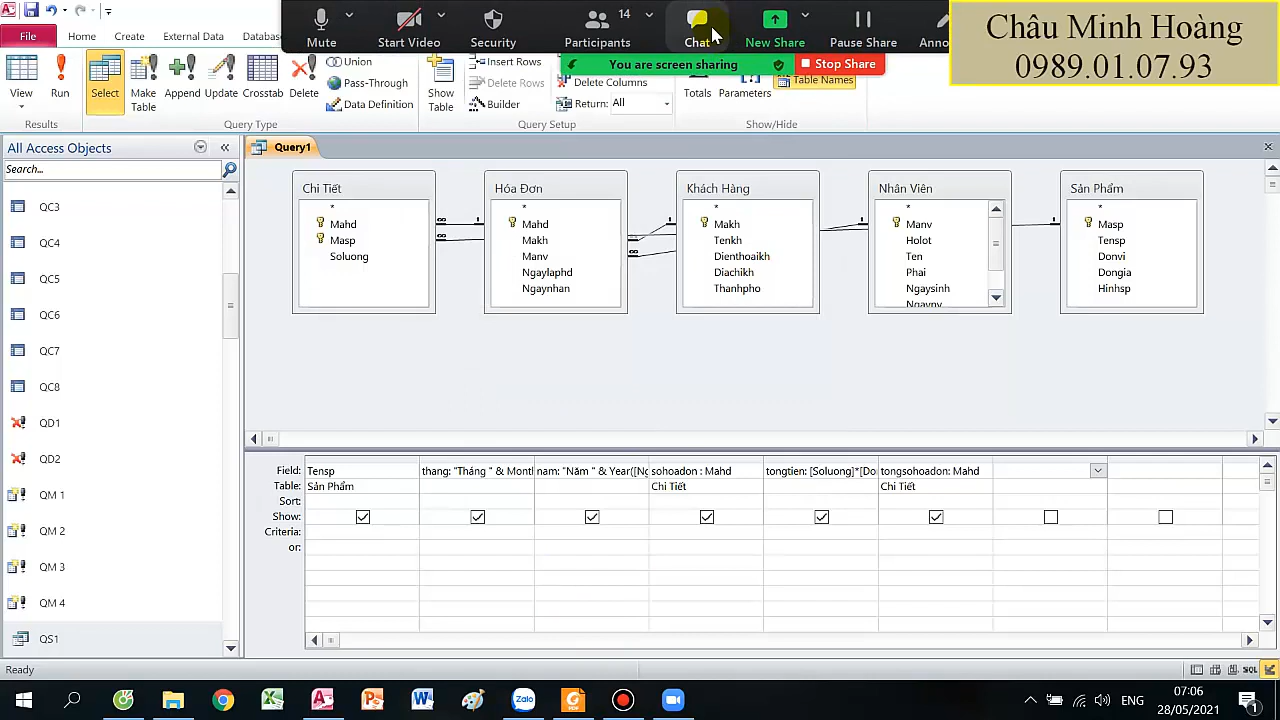 Mute
Start Video
Security
14
Participants
Chat
New Share
Pause Share
Anno
You are screen sharing
Stop Share
Châu Minh Hoàng
0989.01.07.93
File
Home
Create
External Data
Databas
View
Run
Select
Make Table
Append
Update
Crosstab
Delete
Union
Pass-Through
Data Definition
Show Table
Insert Rows
Delete Rows
Builder
Delete Columns
Return: All
Totals
Parameters
Table Names
Results
Query Type
Query Setup
Show/Hide
All Access Objects
Search...
QC3
QC4
QC5
QC6
QC7
QC8
QD1
QD2
QM 1
QM 2
QM 3
QM 4
QS1
Query1
Chi Tiết
*
Mahd
Masp
Soluong
Hóa Đơn
*
Mahd
Makh
Manv
Ngaylaphd
Ngaynhan
Khách Hàng
*
Makh
Tenkh
Dienthoaikh
Diachikh
Thanhpho
Nhân Viên
*
Manv
Holot
Ten
Phai
Ngaysinh
Ngaynv
Sản Phẩm
*
Masp
Tensp
Donvi
Dongia
Hinhsp
Field: Tensp thang: "Tháng " & Montl nam: "Năm " & Year([Ng sohoadon : Mahd tongtien: [Soluong]*[Do tongsohoadon: Mahd
Table: Sản Phẩm Chi Tiết Chi Tiết
Sort:
Show:
Criteria:
or:
Ready
SQL
Zalo
ENG
07:06
28/05/2021
1